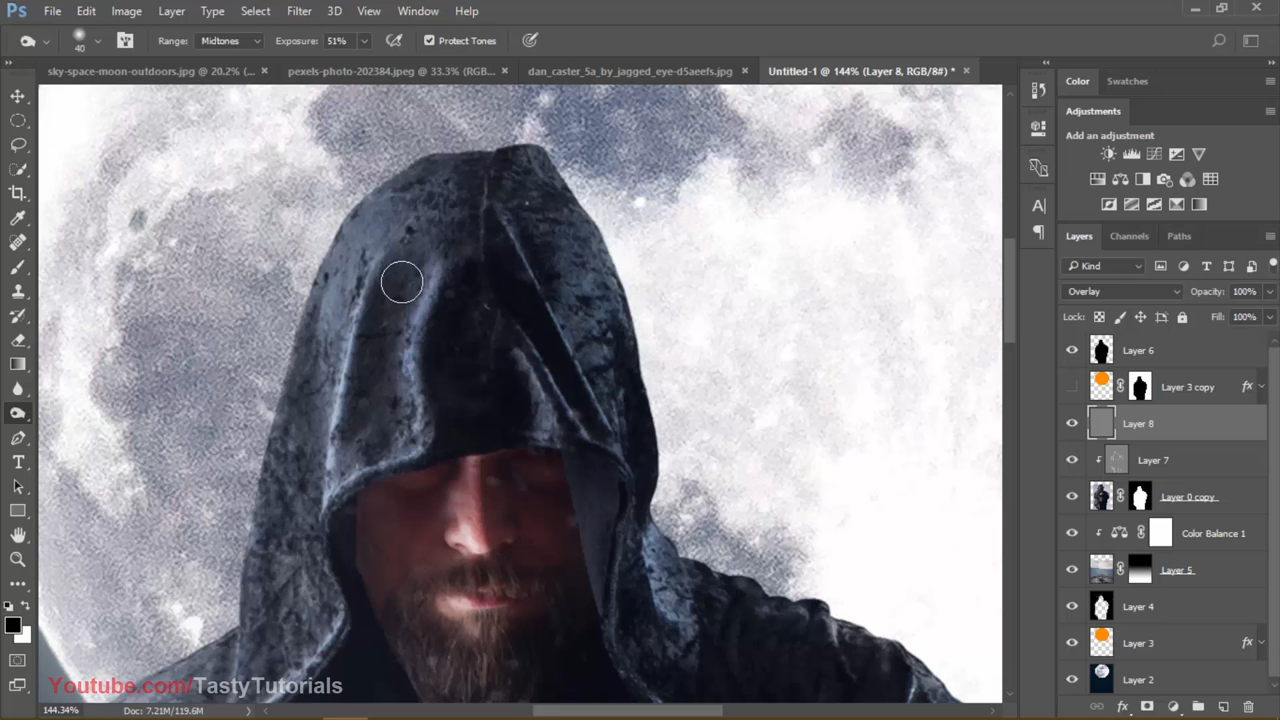 Ps File Edit Image Layer Type Select Filter 3D View Window Help
40 Range: Midtones Exposure: 51% Protect Tones
sky-space-moon-outdoors.jpg @ 20.2% (... × pexels-photo-202384.jpeg @ 33.3% (RGB... × dan_caster_5a_by_jagged_eye-d5aeefs.jpg × Untitled-1 @ 144% (Layer 8, RGB/8#) * ×
Color Swatches
Adjustments
Add an adjustment
Layers Channels Paths
Kind
Overlay Opacity: 100%
Lock: Fill: 100%
Layer 6
Layer 3 copy fx
Layer 8
Layer 7
Layer 0 copy
Color Balance 1
Layer 5
Layer 4
Layer 3 fx
Layer 2
Youtube.com/TastyTutorials
144.34% Doc: 7.21M/119.6M